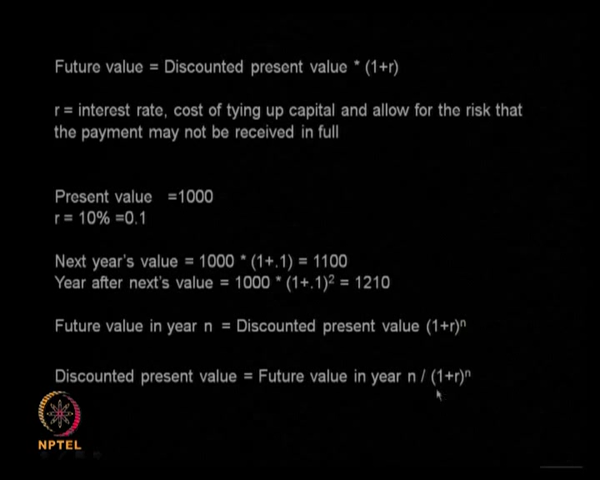 Future value = Discounted present value * (1+r)
r = interest rate, cost of tying up capital and allow for the risk that
the payment may not be received in full
Present value =1000
r = 10% =0.1
Next year's value = 1000 * (1+.1) = 1100
Year after next's value = 1000 * (1+.1)² = 1210
Future value in year n = Discounted present value (1+r)ⁿ
Discounted present value = Future value in year n / (1+r)ⁿ
NPTEL